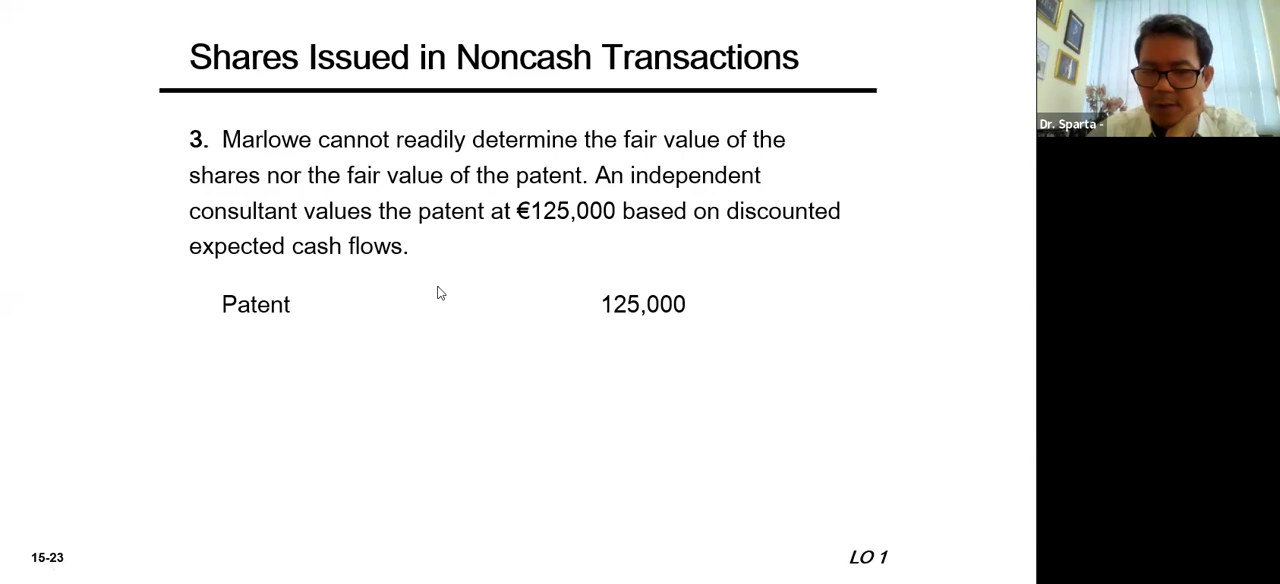 Shares Issued in Noncash Transactions
3. Marlowe cannot readily determine the fair value of the
shares nor the fair value of the patent. An independent
consultant values the patent at €125,000 based on discounted
expected cash flows.
Patent 125,000
15-23
LO 1
Dr. Sparta -